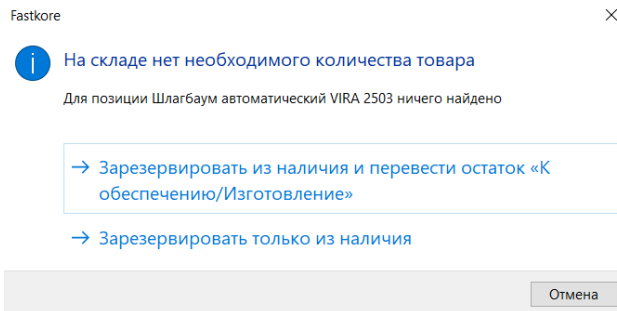 Fastkore
На складе нет необходимого количества товара
Для позиции Шлагбаум автоматический VIRA 2503 ничего найдено
Зарезервировать из наличия и перевести остаток «К
обеспечению/Изготовление»
Зарезервировать только из наличия
Отмена